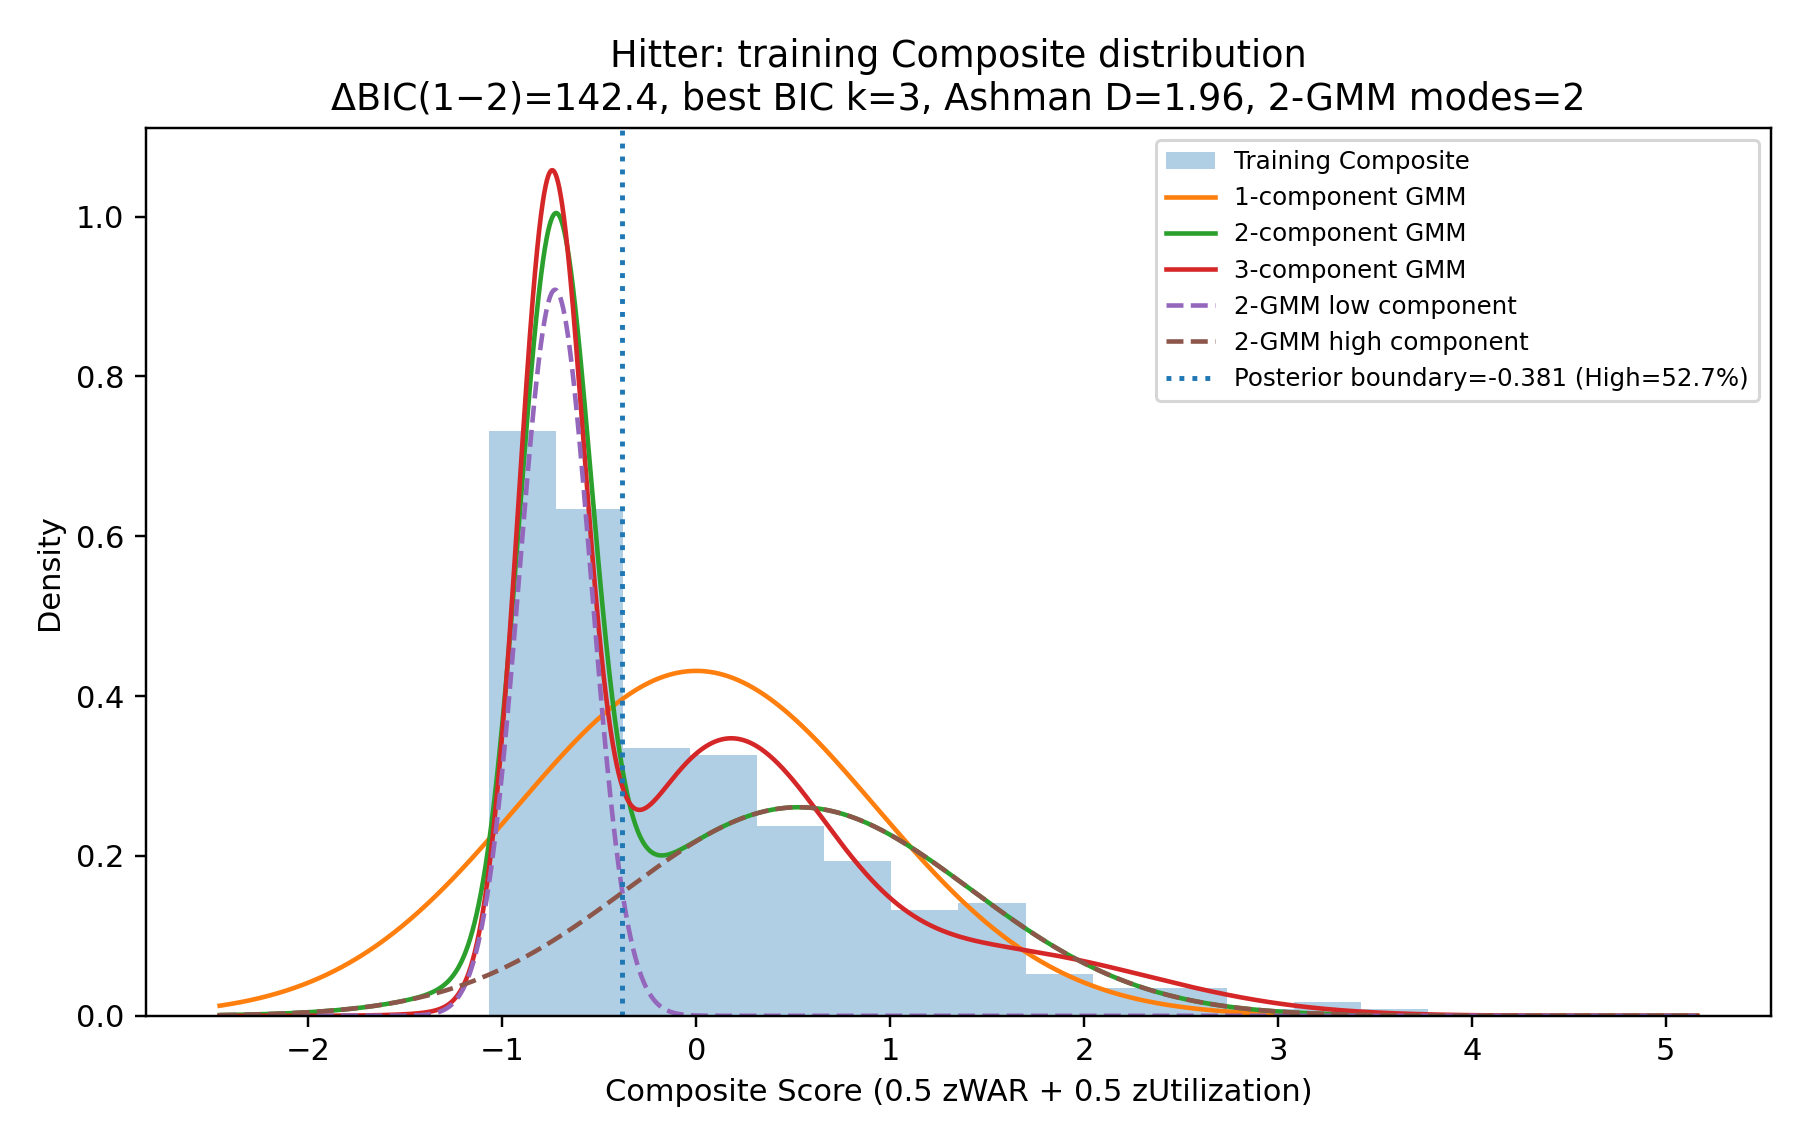 Hitter: training Composite distribution
ΔBIC(1−2)=142.4, best BIC k=3, Ashman D=1.96, 2-GMM modes=2
Training Composite
1-component GMM
2-component GMM
3-component GMM
2-GMM low component
2-GMM high component
Posterior boundary=-0.381 (High=52.7%)
Density
1.0
0.8
0.6
0.4
0.2
0.0
−2 −1 0 1 2 3 4 5
Composite Score (0.5 zWAR + 0.5 zUtilization)